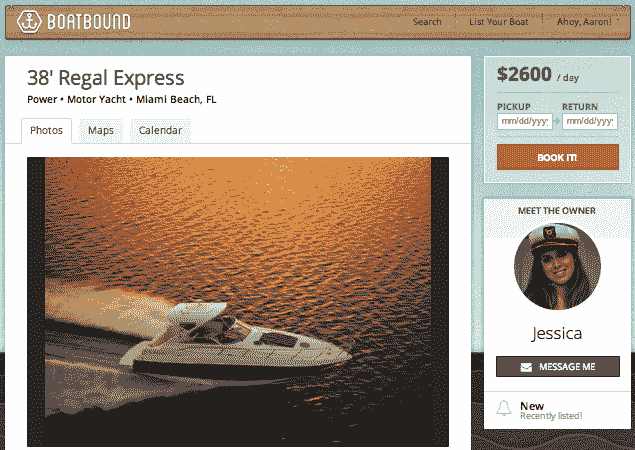 BOATBOUND
Search
List Your Boat
Ahoy, Aaron!
38' Regal Express
Power • Motor Yacht • Miami Beach, FL
Photos
Maps
Calendar
$2600 / day
PICKUP
RETURN
mm/dd/yyy
mm/dd/yyy
BOOK IT!
MEET THE OWNER
Jessica
MESSAGE ME
New
Recently listed!